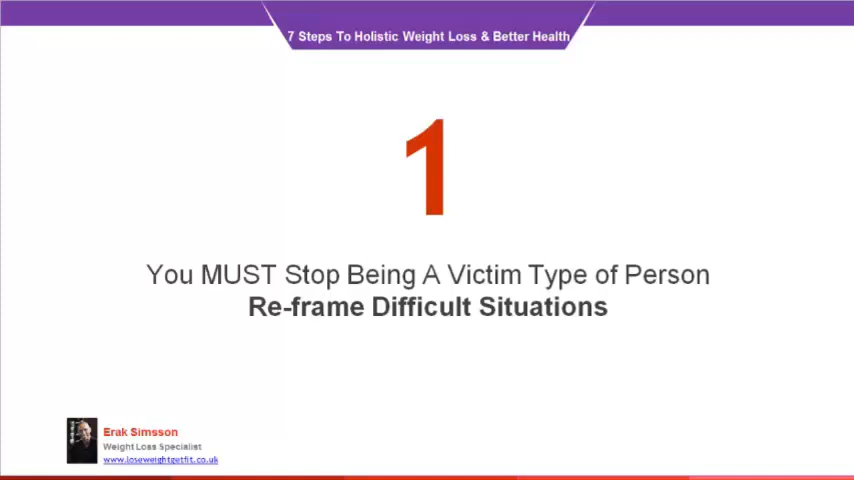 7 Steps To Holistic Weight Loss & Better Health
1
You MUST Stop Being A Victim Type of Person
Re-frame Difficult Situations
Erak Simsson
Weight Loss Specialist
www.loseweightgetfit.co.uk